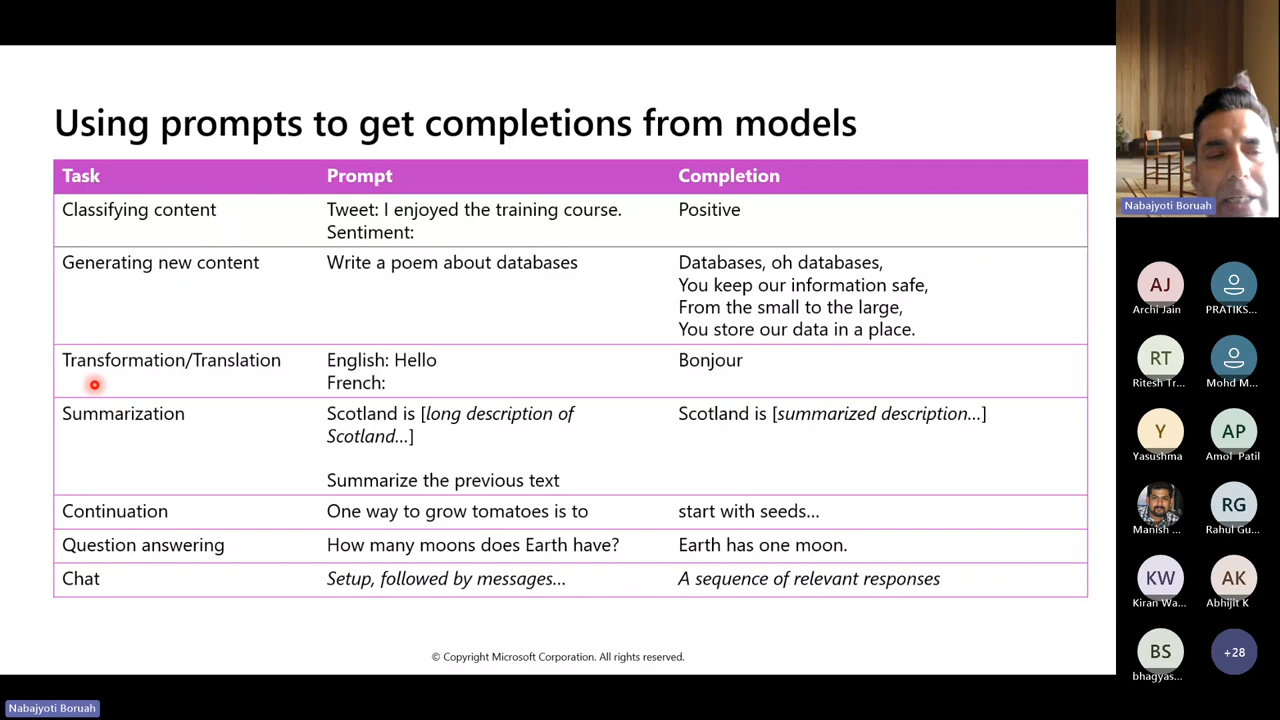 Using prompts to get completions from models
Task Prompt Completion
Classifying content Tweet: I enjoyed the training course. Positive
Sentiment:
Generating new content Write a poem about databases Databases, oh databases,
You keep our information safe,
From the small to the large,
You store our data in a place.
Transformation/Translation English: Hello Bonjour
French:
Summarization Scotland is [long description of Scotland is [summarized description…]
Scotland…]
Summarize the previous text
Continuation One way to grow tomatoes is to start with seeds…
Question answering How many moons does Earth have? Earth has one moon.
Chat Setup, followed by messages… A sequence of relevant responses
© Copyright Microsoft Corporation. All rights reserved.
Nabajyoti Boruah
Nabajyoti Boruah
AJ
Archi Jain PRATIKS...
RT
Ritesh Tr... Mohd M...
Y AP
Yasushma Amol Patil
RG
Manish ... Rahul Gu...
KW AK
Kiran Wa... Abhijit K
BS +28
bhagyas...